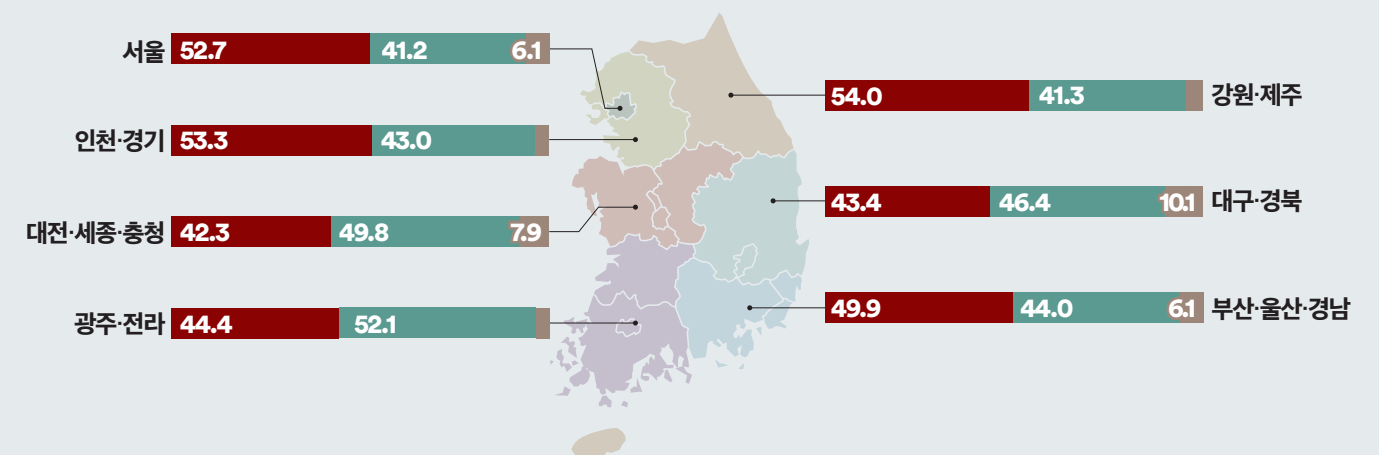 서울 52.7 41.2 6.1
인천·경기 53.3 43.0
대전·세종·충청 42.3 49.8 7.9
광주·전라 44.4 52.1
54.0 41.3 강원·제주
43.4 46.4 10.1 대구·경북
49.9 44.0 6.1 부산·울산·경남